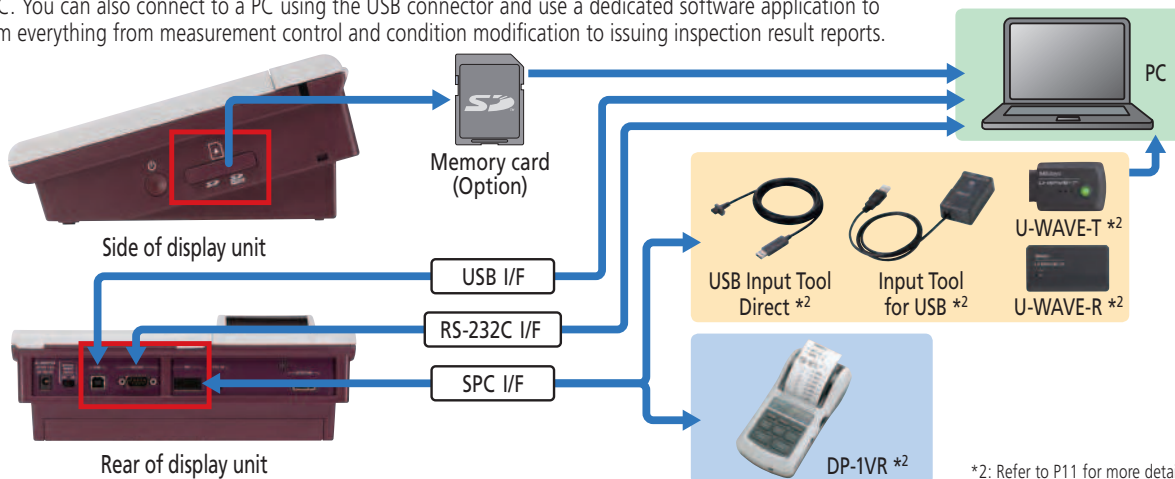 C. You can also connect to a PC using the USB connector and use a dedicated software application to
m everything from measurement control and condition modification to issuing inspection result reports.
PC
Memory card
(Option)
Side of display unit
USB I/F
RS-232C I/F
SPC I/F
USB Input Tool
Direct *2
Input Tool
for USB *2
U-WAVE-T *2
U-WAVE-R *2
DP-1VR *2
Rear of display unit
*2: Refer to P11 for more deta